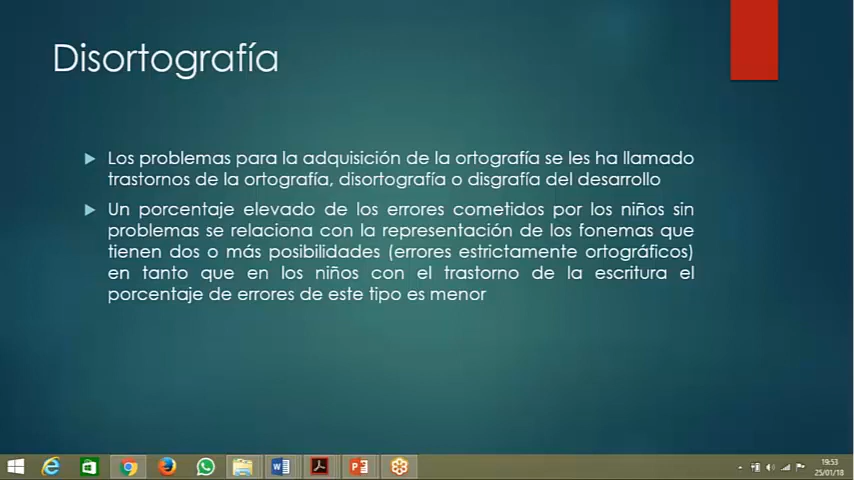 Disortografía
Los problemas para la adquisición de la ortografía se les ha llamado
trastornos de la ortografía, disortografía o disgrafía del desarrollo
Un porcentaje elevado de los errores cometidos por los niños sin
problemas se relaciona con la representación de los fonemas que
tienen dos o más posibilidades (errores estrictamente ortográficos)
en tanto que en los niños con el trastorno de la escritura el
porcentaje de errores de este tipo es menor
19:53
25/01/18